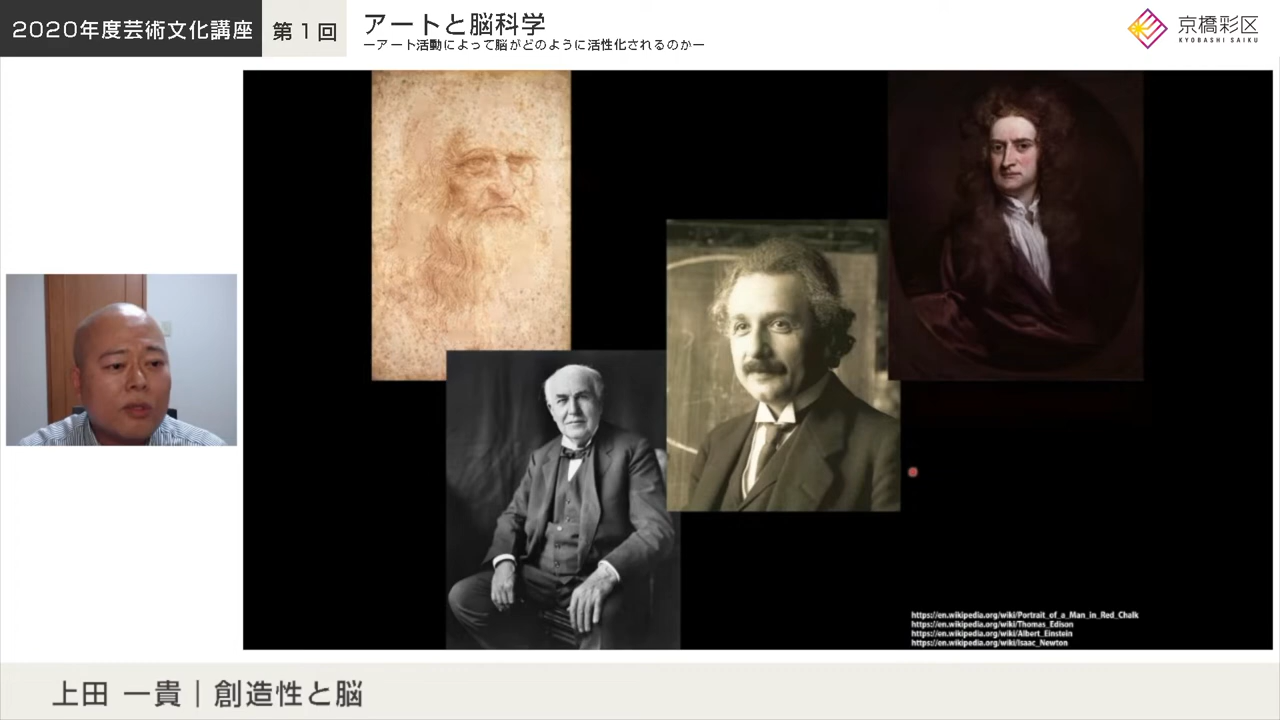 2020年度芸術文化講座
第1回
アートと脳科学
ーアート活動によって脳がどのように活性化されるのかー
京橋彩区
KYOBASHI SAIKU
https://en.wikipedia.org/wiki/Portrait_of_a_Man_in_Red_Chalk
https://en.wikipedia.org/wiki/Thomas_Edison
https://en.wikipedia.org/wiki/Albert_Einstein
https://en.wikipedia.org/wiki/Isaac_Newton
上田 一貴｜創造性と脳